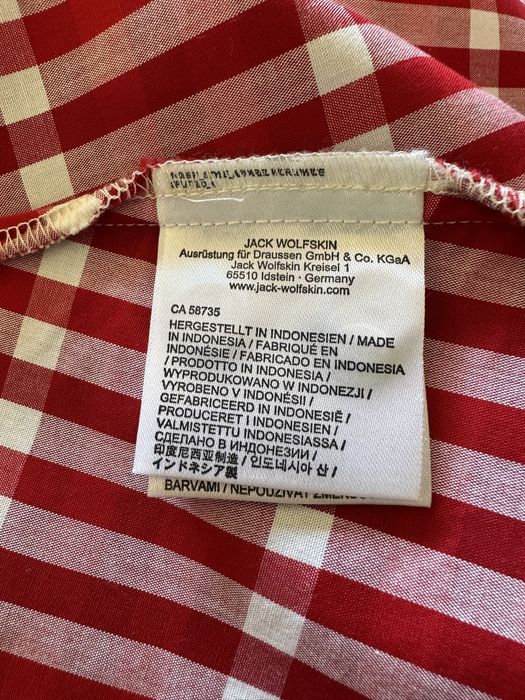 JACK WOLFSKIN
Ausrüstung für Draussen GmbH & Co. KGaA
Jack Wolfskin Kreisel 1
65510 Idstein · Germany
www.jack-wolfskin.com
CA 58735
HERGESTELLT IN INDONESIEN / MADE
IN INDONESIA / FABRIQUÉ EN
INDONÉSIE / FABRICADO EN INDONESIA
/ PRODOTTO IN INDONESIA /
WYPRODUKOWANO W INDONEZJI /
VYROBENO V INDONÉSII /
GEFABRICEERD IN INDONESIË /
PRODUCERET I INDONESIEN /
VALMISTETTU INDONESIASSA /
СДЕЛАНО В ИНДОНЕЗИИ /
印度尼西亚制造 / 인도네시아 산 /
インドネシア製
BARVAMI / NEPOUŽÍVAT